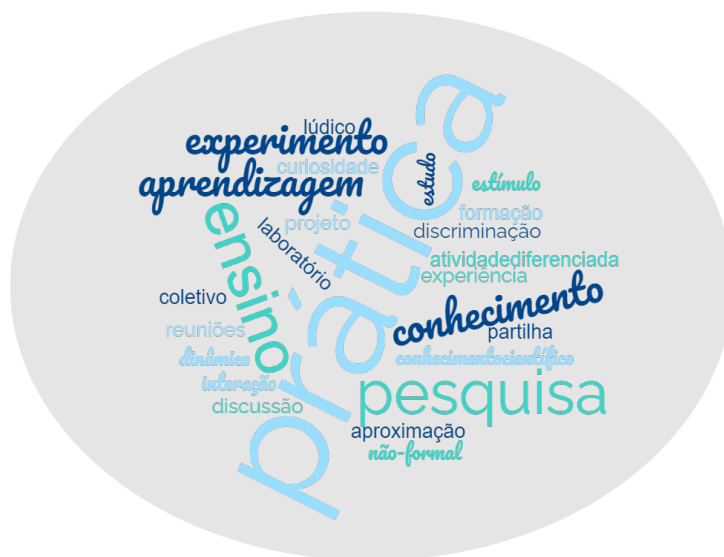 lúdico
experimento
curiosidade
aprendizagem
prática
estudo
estímulo
ensino
projeto
formação
laboratório
discriminação
atividadediferenciada
experiência
coletivo
conhecimento
reuniões
partilha
dinâmica
conhecimentocientífico
interação
pesquisa
discussão
aproximação
não-formal